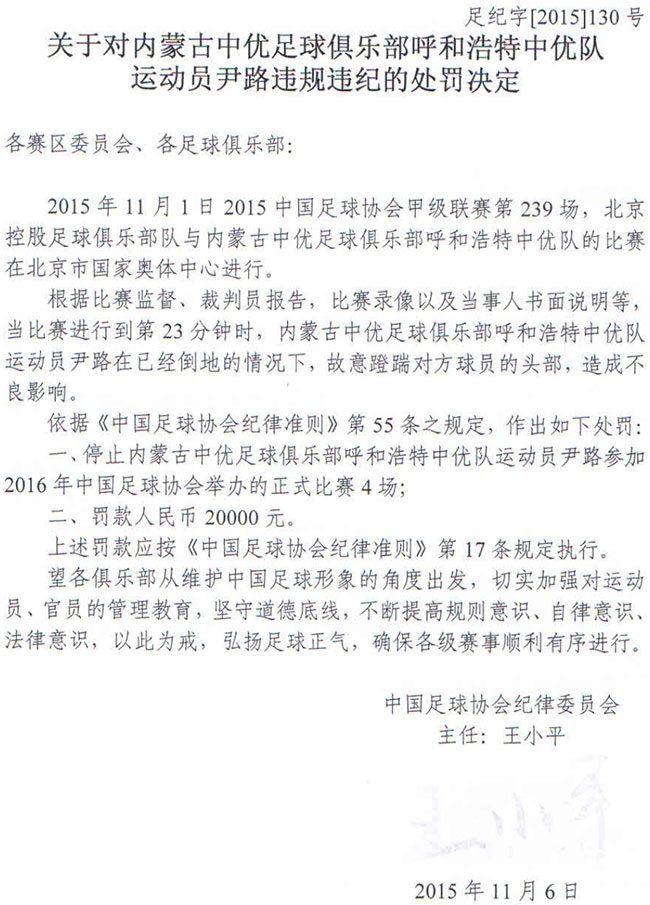 足纪字[2015]130 号
关于对内蒙古中优足球俱乐部呼和浩特中优队
运动员尹路违规违纪的处罚决定
各赛区委员会、各足球俱乐部：
2015 年 11 月 1 日 2015 中国足球协会甲级联赛第 239 场，北京
控股足球俱乐部队与内蒙古中优足球俱乐部呼和浩特中优队的比赛
在北京市国家奥体中心进行。
根据比赛监督、裁判员报告，比赛录像以及当事人书面说明等，
当比赛进行到第 23 分钟时，内蒙古中优足球俱乐部呼和浩特中优队
运动员尹路在已经倒地的情况下，故意蹬踹对方球员的头部，造成不
良影响。
依据《中国足球协会纪律准则》第 55 条之规定，作出如下处罚：
一、停止内蒙古中优足球俱乐部呼和浩特中优队运动员尹路参加
2016 年中国足球协会举办的正式比赛 4 场；
二、罚款人民币 20000 元。
上述罚款应按《中国足球协会纪律准则》第 17 条规定执行。
望各俱乐部从维护中国足球形象的角度出发，切实加强对运动
员、官员的管理教育，坚守道德底线，不断提高规则意识、自律意识、
法律意识，以此为戒，弘扬足球正气，确保各级赛事顺利有序进行。
中国足球协会纪律委员会
主任：王小平
王小平
2015 年 11 月 6 日